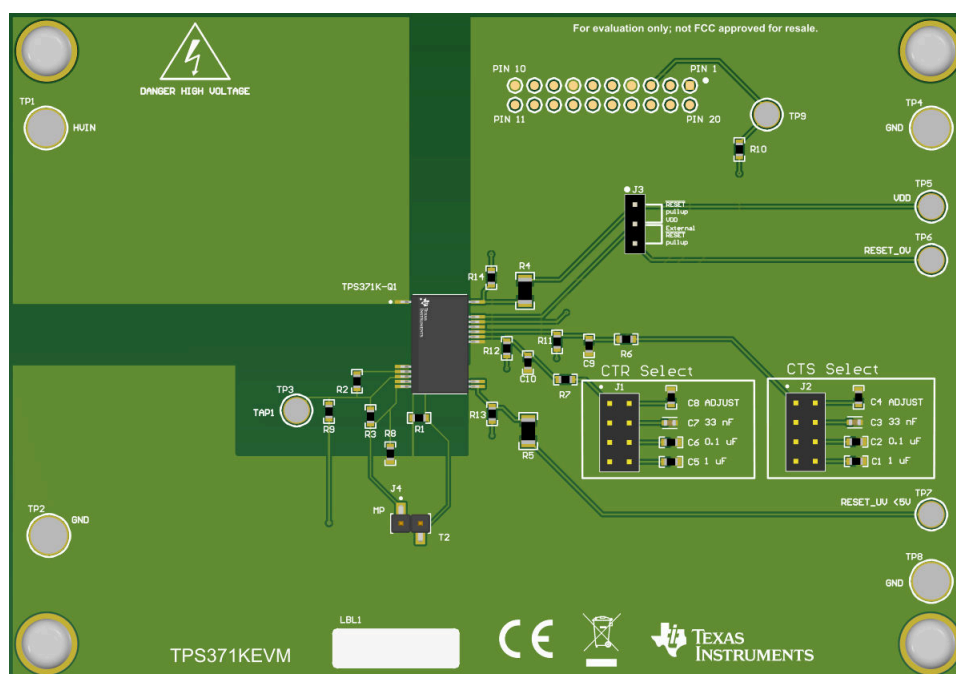 For evaluation only; not FCC approved for resale.
DANGER HIGH VOLTAGE
PIN 10
PIN 1
PIN 11
PIN 20
TP1
HVIN
TP9
TP4
GND
R10
J3
RESET
pullup
VDD
External
RESET
pullup
TP5
VDD
TP6
RESET_OV
R14
R4
TPS371K-Q1
TEXAS
INSTRUMENTS
R12
R11
C10
C9
R6
R7
CTR Select
J1
C8 ADJUST
C7 33 nF
C6 0.1 uF
C5 1 uF
CTS Select
J2
C4 ADJUST
C3 33 nF
C2 0.1 uF
C1 1 uF
R2
TP3
TAP1
R9
R3
R8
R1
R13
R5
J4
MP
T2
TP2
GND
TP7
RESET_UV <5V
TP8
GND
LBL1
TPS371KEVM
CE
TEXAS
INSTRUMENTS